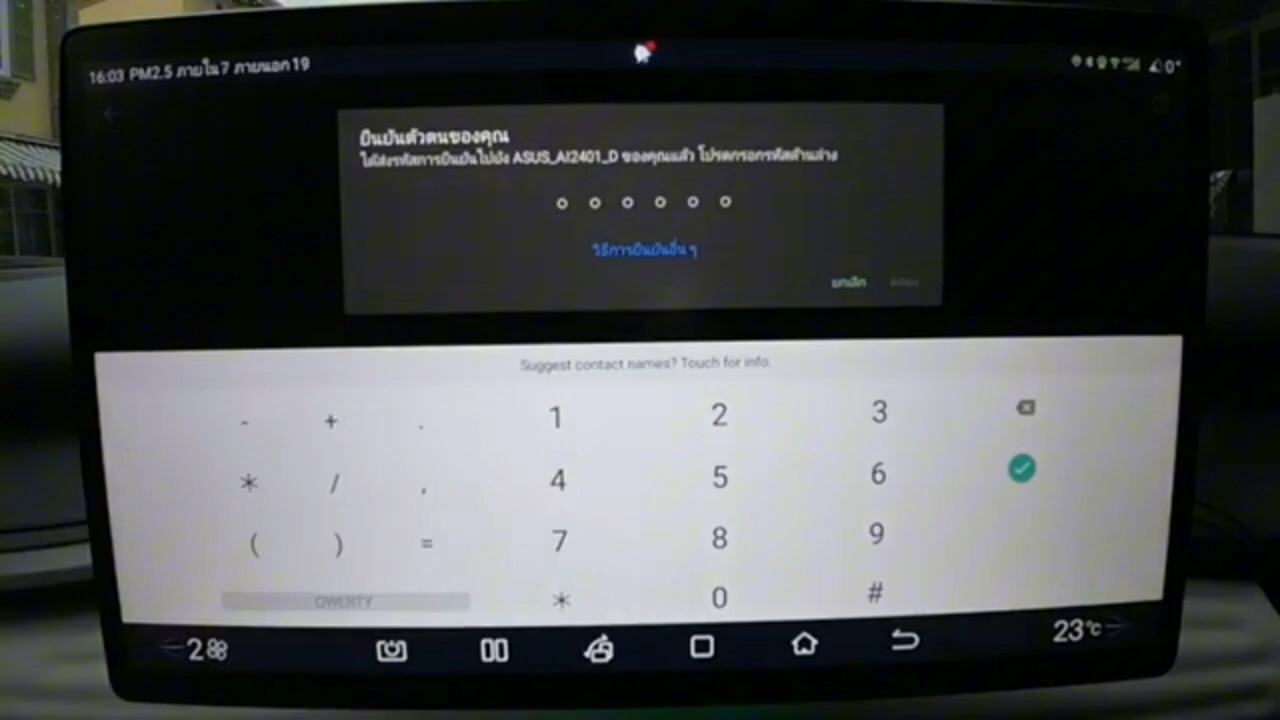 16:03 PM2.5 ภายใน 7 ภายนอก 19
0°
ยืนยันตัวตนของคุณ
ได้ส่งรหัสการยืนยันไปยัง ASUS_AI2401_D ของคุณแล้ว โปรดกรอกรหัสด้านล่าง
วิธีการยืนยันอื่น ๆ
ยกเลิก
Suggest contact names? Touch for info.
- + . 1 2 3
* / , 4 5 6
( ) = 7 8 9
QWERTY * 0 #
2
23°C